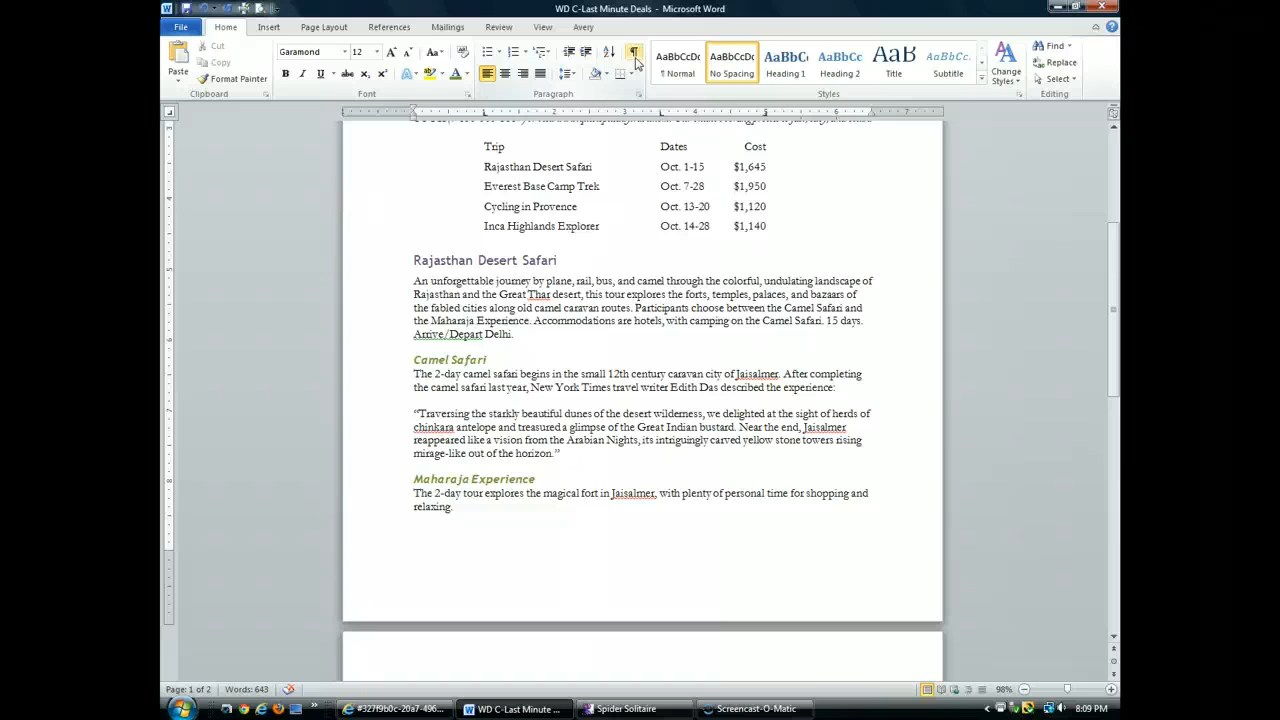 WD C-Last Minute Deals - Microsoft Word
File Home Insert Page Layout References Mailings Review View Avery
Paste Cut Copy Format Painter
Garamond 12
AaBbCcDc AaBbCcDc AaBbC AaBbCc AaB AaBbCc.
¶ Normal No Spacing Heading 1 Heading 2 Title Subtitle
Change Styles
Find Replace Select
Clipboard Font Paragraph Styles Editing
Trip Dates Cost
Rajasthan Desert Safari Oct. 1-15 $1,645
Everest Base Camp Trek Oct. 7-28 $1,950
Cycling in Provence Oct. 13-20 $1,120
Inca Highlands Explorer Oct. 14-28 $1,140
Rajasthan Desert Safari
An unforgettable journey by plane, rail, bus, and camel through the colorful, undulating landscape of
Rajasthan and the Great Thar desert, this tour explores the forts, temples, palaces, and bazaars of
the fabled cities along old camel caravan routes. Participants choose between the Camel Safari and
the Maharaja Experience. Accommodations are hotels, with camping on the Camel Safari. 15 days.
Arrive/Depart Delhi.
Camel Safari
The 2-day camel safari begins in the small 12th century caravan city of Jaisalmer. After completing
the camel safari last year, New York Times travel writer Edith Das described the experience:
“Traversing the starkly beautiful dunes of the desert wilderness, we delighted at the sight of herds of
chinkara antelope and treasured a glimpse of the Great Indian bustard. Near the end, Jaisalmer
reappeared like a vision from the Arabian Nights, its intriguingly carved yellow stone towers rising
mirage-like out of the horizon.”
Maharaja Experience
The 2-day tour explores the magical fort in Jaisalmer, with plenty of personal time for shopping and
relaxing.
Page: 1 of 2 Words: 643 98%
#327f9b0c-20a7-496... WD C-Last Minute ... Spider Solitaire Screencast-O-Matic 8:09 PM